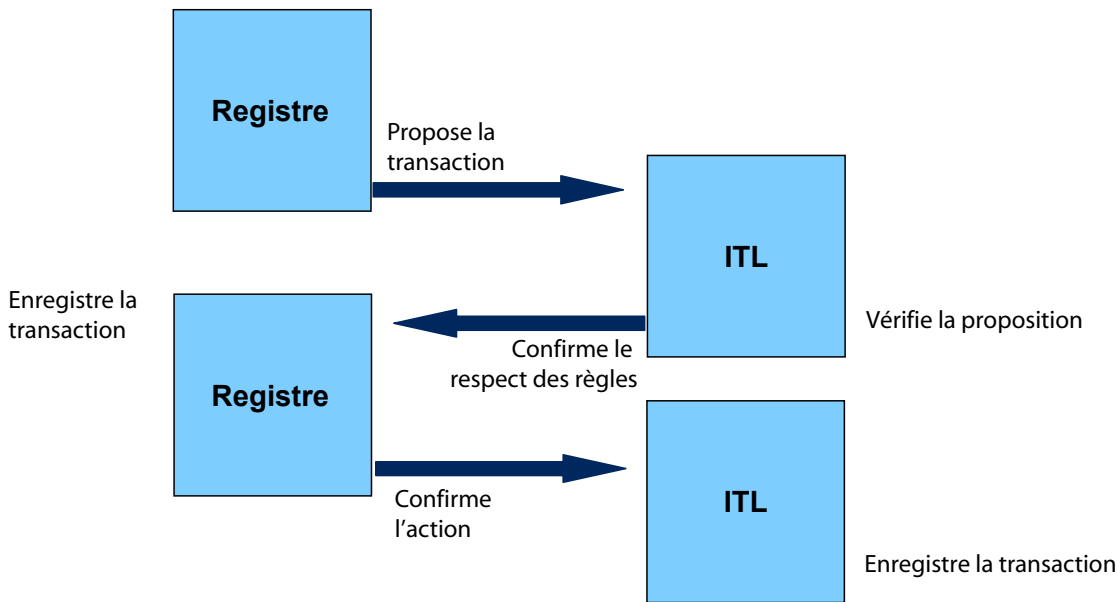 Registre
Propose la
transaction
ITL
Vérifie la proposition
Confirme le
respect des règles
Enregistre la
transaction
Registre
Confirme
l’action
ITL
Enregistre la transaction